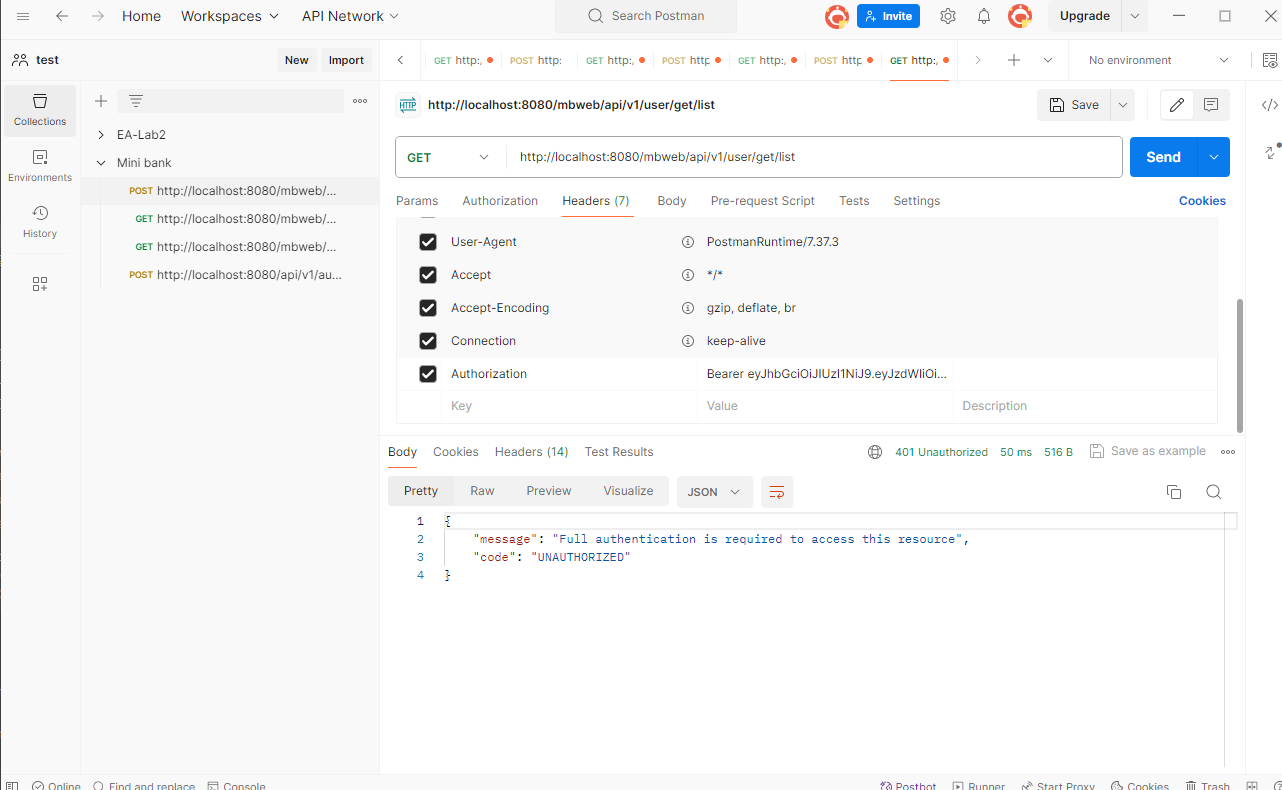 Home Workspaces API Network Search Postman Invite Upgrade
test New Import GET http:, POST http: GET http:, POST http GET http:, POST http GET http:, No environment
Collections
Environments
History
EA-Lab2
Mini bank
POST http://localhost:8080/mbweb/...
GET http://localhost:8080/mbweb/...
GET http://localhost:8080/mbweb/...
POST http://localhost:8080/api/v1/au...
HTTP http://localhost:8080/mbweb/api/v1/user/get/list Save
GET http://localhost:8080/mbweb/api/v1/user/get/list Send
Params Authorization Headers (7) Body Pre-request Script Tests Settings Cookies
User-Agent PostmanRuntime/7.37.3
Accept */*
Accept-Encoding gzip, deflate, br
Connection keep-alive
Authorization Bearer eyJhbGciOiJIUzI1NiJ9.eyJzdWIiOi...
Key Value Description
Body Cookies Headers (14) Test Results 401 Unauthorized 50 ms 516 B Save as example
Pretty Raw Preview Visualize JSON
1 {
2 "message": "Full authentication is required to access this resource",
3 "code": "UNAUTHORIZED"
4 }
Online Find and replace Console Postbot Runner Start Proxy Cookies Trash